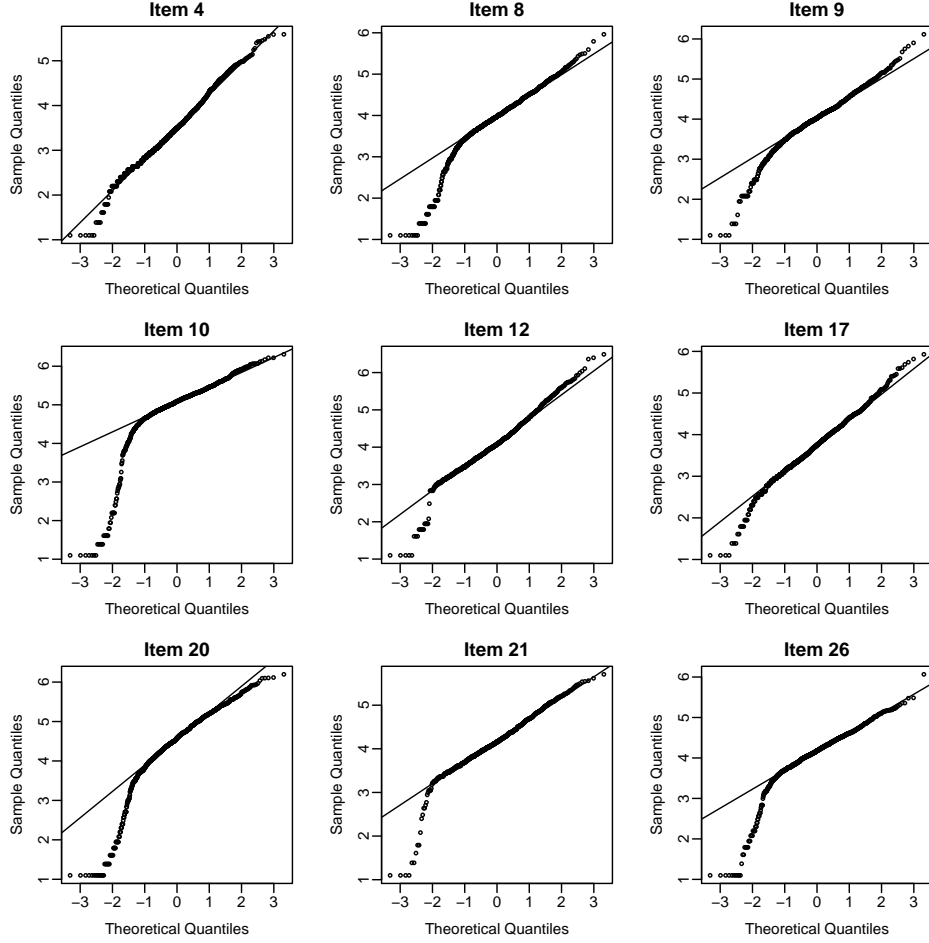 Item 4
Sample Quantiles
1 2 3 4 5
−3 −2 −1 0 1 2 3
Theoretical Quantiles
Item 8
Sample Quantiles
1 2 3 4 5 6
−3 −2 −1 0 1 2 3
Theoretical Quantiles
Item 9
Sample Quantiles
1 2 3 4 5 6
−3 −2 −1 0 1 2 3
Theoretical Quantiles
Item 10
Sample Quantiles
1 2 3 4 5 6
−3 −2 −1 0 1 2 3
Theoretical Quantiles
Item 12
Sample Quantiles
1 2 3 4 5 6
−3 −2 −1 0 1 2 3
Theoretical Quantiles
Item 17
Sample Quantiles
1 2 3 4 5 6
−3 −2 −1 0 1 2 3
Theoretical Quantiles
Item 20
Sample Quantiles
1 2 3 4 5 6
−3 −2 −1 0 1 2 3
Theoretical Quantiles
Item 21
Sample Quantiles
1 2 3 4 5
−3 −2 −1 0 1 2 3
Theoretical Quantiles
Item 26
Sample Quantiles
1 2 3 4 5 6
−3 −2 −1 0 1 2 3
Theoretical Quantiles